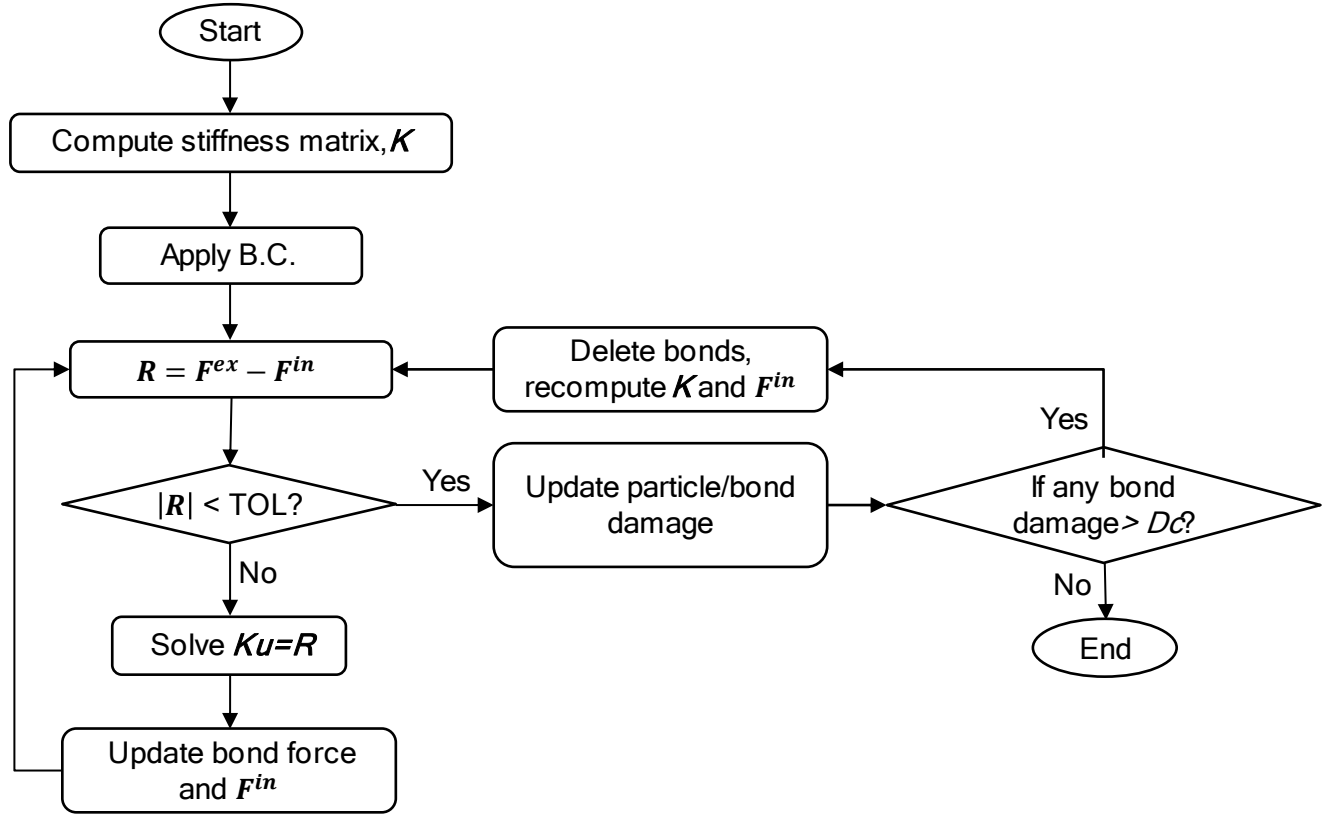 Start
Compute stiffness matrix, K
Apply B.C.
R = F^{ex} − F^{in}
Delete bonds,
recompute K and F^{in}
Yes
|R| < TOL?
Yes
Update particle/bond
damage
If any bond
damage> Dc?
No
No
Solve Ku=R
End
Update bond force
and F^{in}